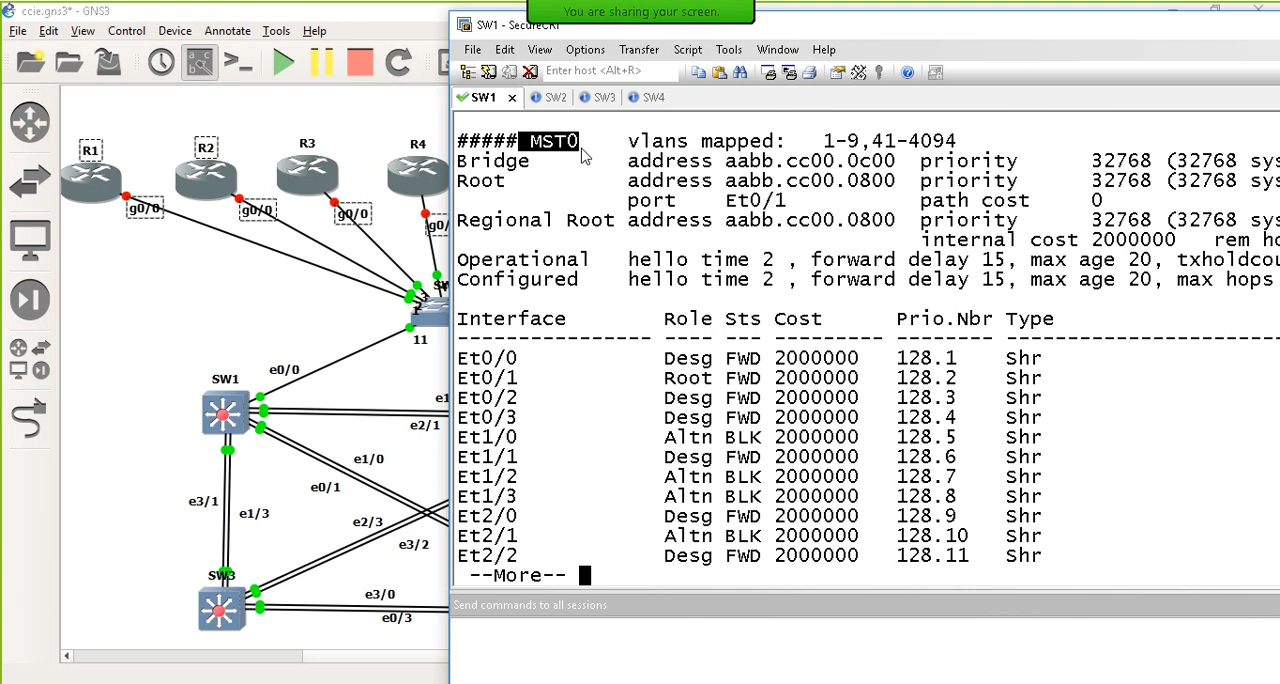 You are sharing your screen.
ccie.gns3* - GNS3
File Edit View Control Device Annotate Tools Help
R1
R2
R3
R4
g0/0
g0/0
g0/0
11
SW1
e0/0
e2/1
e1/0
e0/1
e3/1
e1/3
e2/3
e3/2
SW3
e3/0
e0/3
SW1 - SecureCRT
File Edit View Options Transfer Script Tools Window Help
Enter host <Alt+R>
SW1 SW2 SW3 SW4
##### MST0 vlans mapped: 1-9,41-4094
Bridge address aabb.cc00.0c00 priority 32768 (32768 sys
Root address aabb.cc00.0800 priority 32768 (32768 sys
port Et0/1 path cost 0
Regional Root address aabb.cc00.0800 priority 32768 (32768 sys
internal cost 2000000 rem ho
Operational hello time 2 , forward delay 15, max age 20, txholdcou
Configured hello time 2 , forward delay 15, max age 20, max hops
Interface Role Sts Cost Prio.Nbr Type
---------------- ---- --- --------- -------- --------------------------------
Et0/0 Desg FWD 2000000 128.1 Shr
Et0/1 Root FWD 2000000 128.2 Shr
Et0/2 Desg FWD 2000000 128.3 Shr
Et0/3 Desg FWD 2000000 128.4 Shr
Et1/0 Altn BLK 2000000 128.5 Shr
Et1/1 Desg FWD 2000000 128.6 Shr
Et1/2 Altn BLK 2000000 128.7 Shr
Et1/3 Altn BLK 2000000 128.8 Shr
Et2/0 Desg FWD 2000000 128.9 Shr
Et2/1 Altn BLK 2000000 128.10 Shr
Et2/2 Desg FWD 2000000 128.11 Shr
--More--
Send commands to all sessions